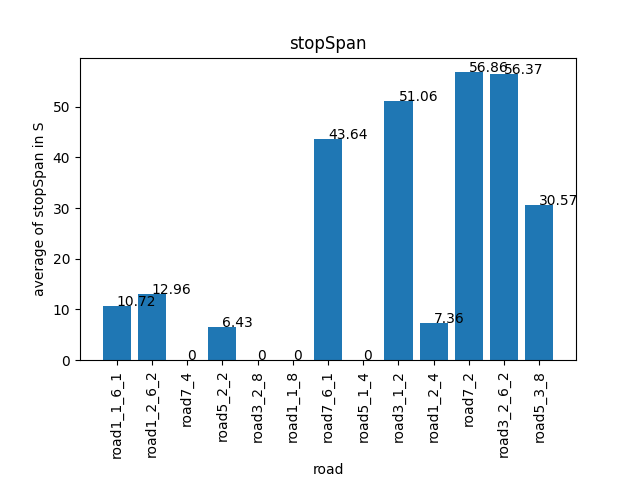 stopSpan
average of stopSpan in S
50
40
30
20
10
0
10.72
12.96
0
6.43
0
0
43.64
0
51.06
7.36
56.86
56.37
30.57
road1_1_6_1
road1_2_6_2
road7_4
road5_2_2
road3_2_8
road1_1_8
road7_6_1
road5_1_4
road3_1_2
road1_2_4
road7_2
road3_2_6_2
road5_3_8
road